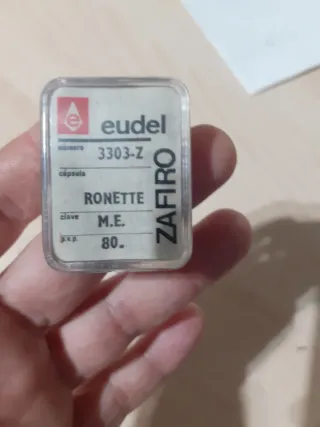 e eudel
número 3303-Z
cápsula
RONETTE
clave M.E.
p.v.p. 80.-
ZAFIRO